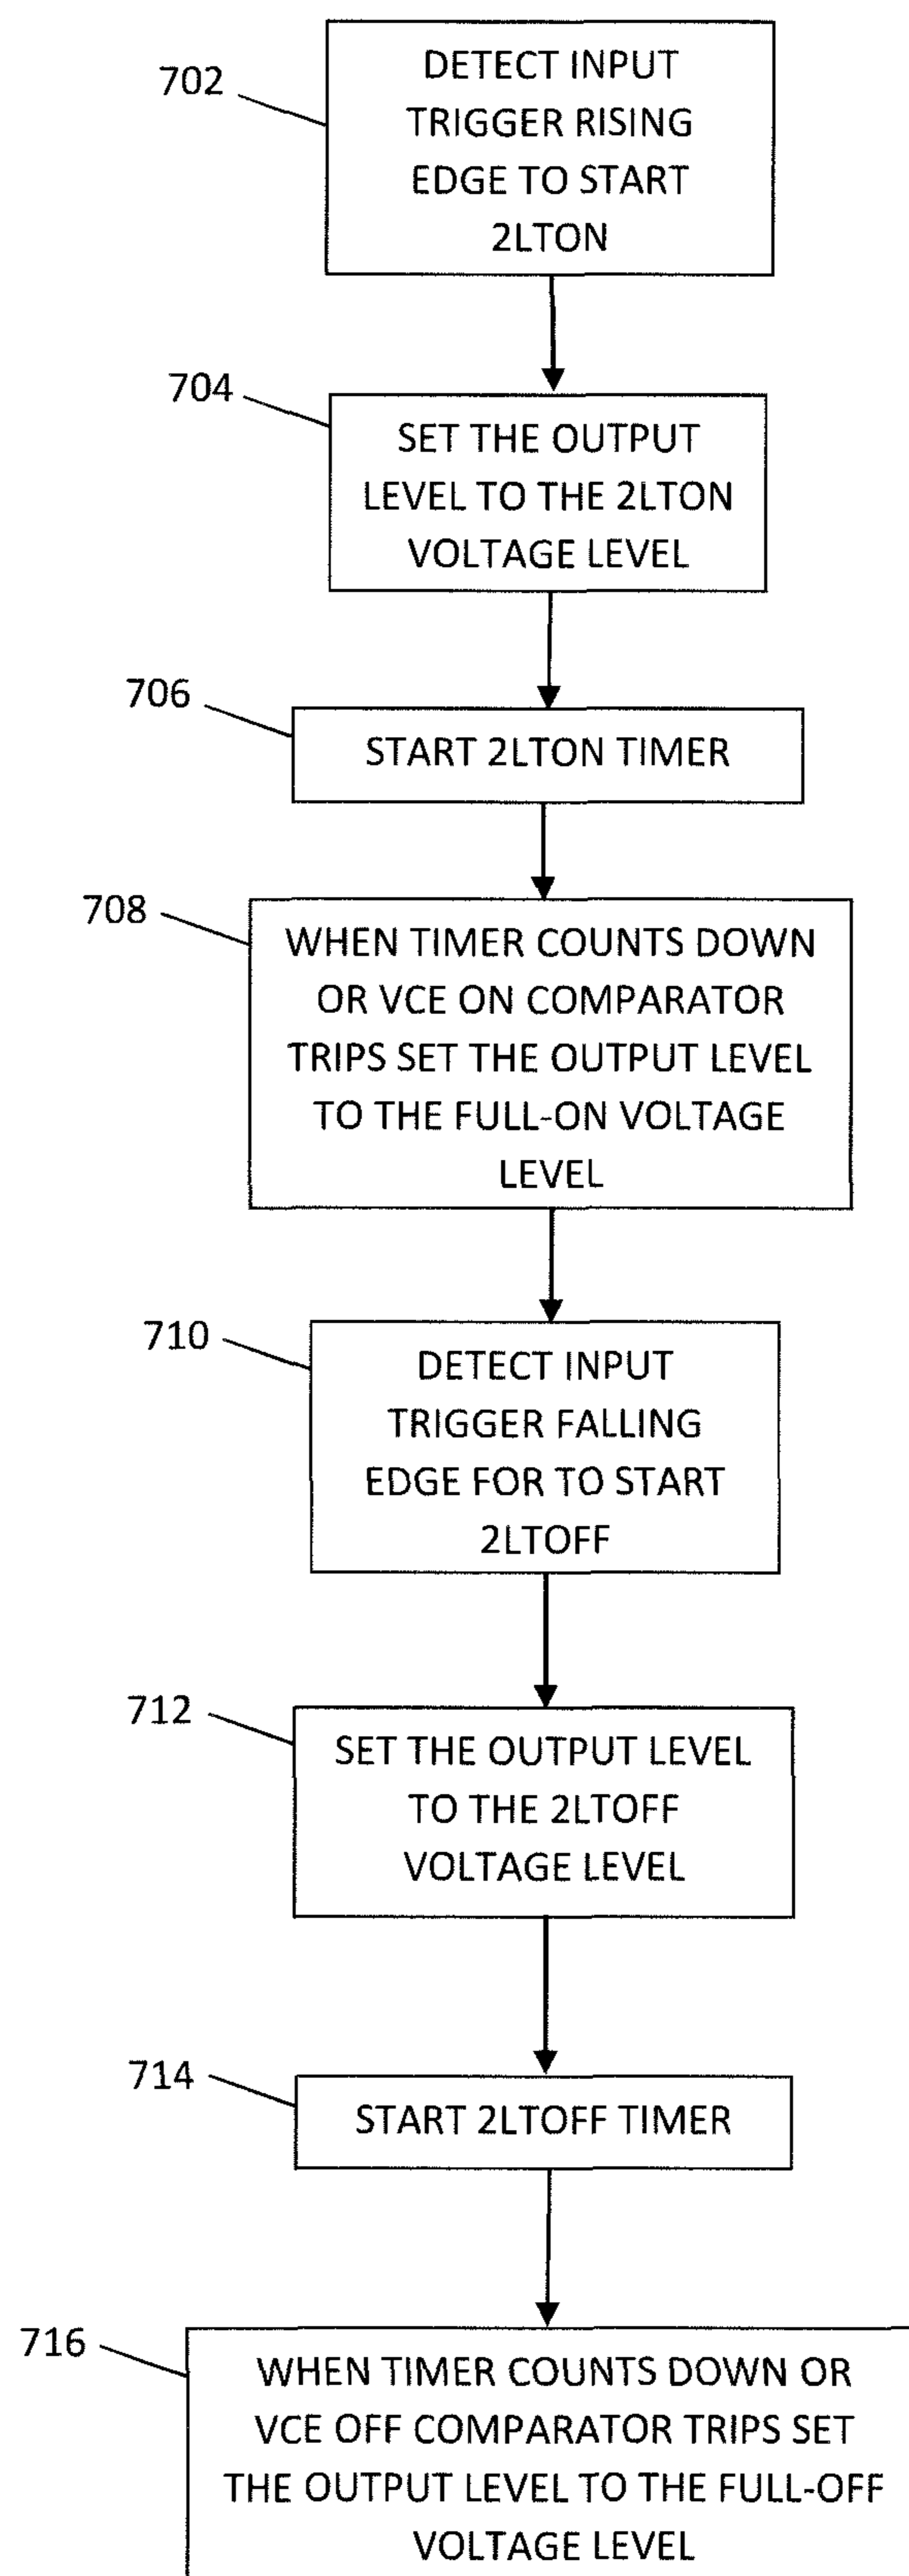 702
DETECT INPUT
TRIGGER RISING
EDGE TO START
2LTON
704
SET THE OUTPUT
LEVEL TO THE 2LTON
VOLTAGE LEVEL
706
START 2LTON TIMER
708
WHEN TIMER COUNTS DOWN
OR VCE ON COMPARATOR
TRIPS SET THE OUTPUT LEVEL
TO THE FULL-ON VOLTAGE
LEVEL
710
DETECT INPUT
TRIGGER FALLING
EDGE FOR TO START
2LTOFF
712
SET THE OUTPUT LEVEL
TO THE 2LTOFF
VOLTAGE LEVEL
714
START 2LTOFF TIMER
716
WHEN TIMER COUNTS DOWN OR
VCE OFF COMPARATOR TRIPS SET
THE OUTPUT LEVEL TO THE FULL-OFF
VOLTAGE LEVEL